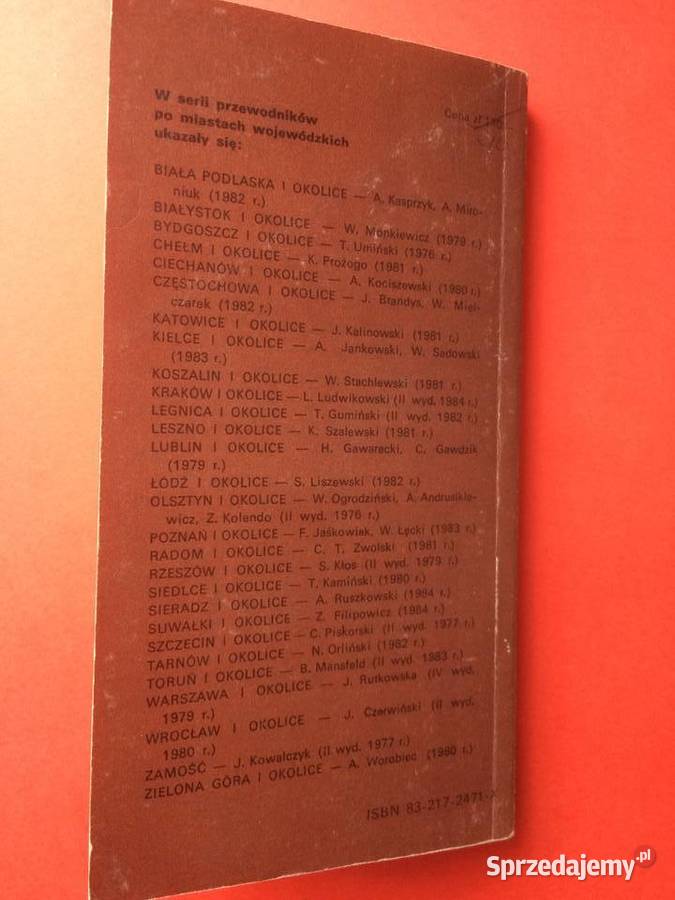 W serii przewodników
po miastach wojewódzkich
ukazały się:
Cena zł
BIAŁA PODLASKA I OKOLICE — A. Kasprzyk, A. Miro-
niuk (1982 r.)
BIAŁYSTOK I OKOLICE — W. Monkiewicz (1979 r.)
BYDGOSZCZ I OKOLICE — T. Umiński (1976 r.)
CHEŁM I OKOLICE — K. Prożogo (1981 r.)
CIECHANÓW I OKOLICE — A. Kociszewski (1980 r.)
CZĘSTOCHOWA I OKOLICE — J. Brandys, W. Miel-
czarek (1982 r.)
KATOWICE I OKOLICE — J. Kalinowski (1981 r.)
KIELCE I OKOLICE — A. Jankowski, W. Sadowski
(1983 r.)
KOSZALIN I OKOLICE — W. Stachlewski (1981 r.)
KRAKÓW I OKOLICE — L. Ludwikowski (II wyd. 1984 r.)
LEGNICA I OKOLICE — T. Gumiński (II wyd. 1982 r.)
LESZNO I OKOLICE — K. Szalewski (1981 r.)
LUBLIN I OKOLICE — H. Gawarecki, C. Gawdzik
(1979 r.)
ŁÓDŹ I OKOLICE — S. Liszewski (1982 r.)
OLSZTYN I OKOLICE — W. Ogrodziński, A. Andrusikie-
wicz, Z. Kolendo (II wyd. 1976 r.)
POZNAŃ I OKOLICE — F. Jaśkowiak, W. Łęcki (1983 r.)
RADOM I OKOLICE — C. T. Zwolski (1981 r.)
RZESZÓW I OKOLICE — S. Kłos (II wyd. 1979 r.)
SIEDLCE I OKOLICE — T. Kamiński (1980 r.)
SIERADZ I OKOLICE — A. Ruszkowski (1984 r.)
SUWAŁKI I OKOLICE — Z. Filipowicz (1984 r.)
SZCZECIN I OKOLICE — C. Piskorski (II wyd. 1977 r.)
TARNÓW I OKOLICE — N. Orliński (1982 r.)
TORUŃ I OKOLICE — B. Mansfeld (II wyd. 1983 r.)
WARSZAWA I OKOLICE — J. Rutkowska (IV wyd.
1979 r.)
WROCŁAW I OKOLICE — J. Czerwiński (II wyd.
1980 r.)
ZAMOŚĆ — J. Kowalczyk (II wyd. 1977 r.)
ZIELONA GÓRA I OKOLICE — A. Worobiec (1980 r.)
ISBN 83-217-2471-X
Sprzedajemy.pl